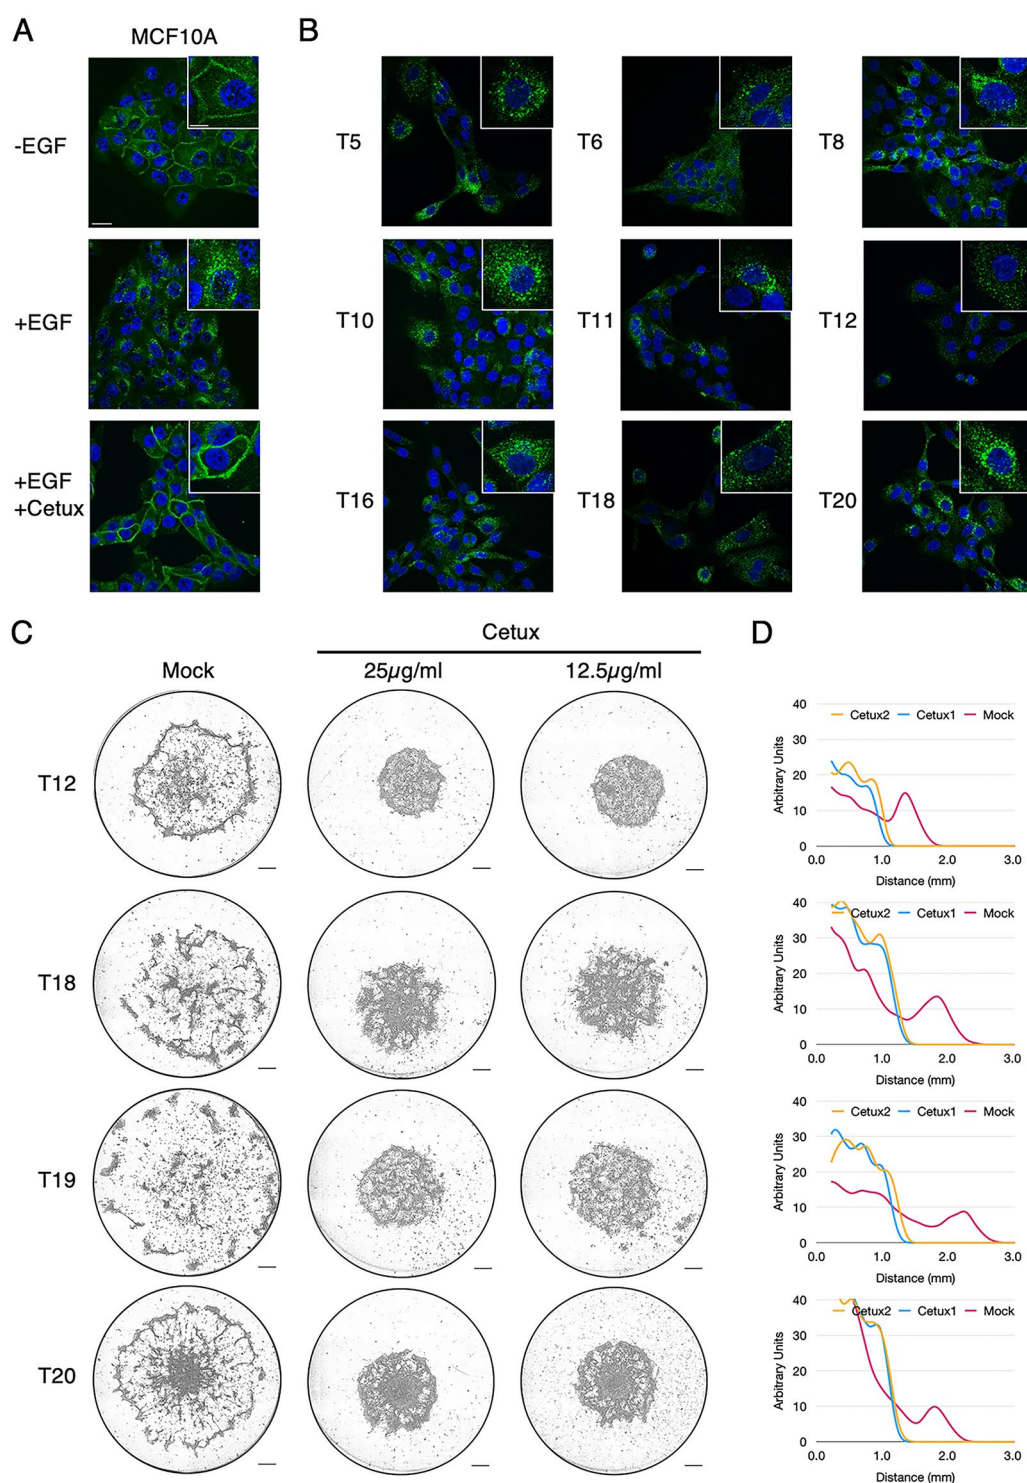 A
B
MCF10A
-EGF
T5
T6
T8
+EGF
T10
T11
T12
+EGF
+Cetux
T16
T18
T20
C
D
Cetux
Mock
25µg/ml
12.5µg/ml
T12
40
Cetux2 Cetux1 Mock
30
20
10
0
Arbitrary Units
0.0 1.0 2.0 3.0
Distance (mm)
T18
40
Cetux2 Cetux1 Mock
30
20
10
0
Arbitrary Units
0.0 1.0 2.0 3.0
Distance (mm)
T19
40
Cetux2 Cetux1 Mock
30
20
10
0
Arbitrary Units
0.0 1.0 2.0 3.0
Distance (mm)
T20
40
Cetux2 Cetux1 Mock
30
20
10
0
Arbitrary Units
0.0 1.0 2.0 3.0
Distance (mm)